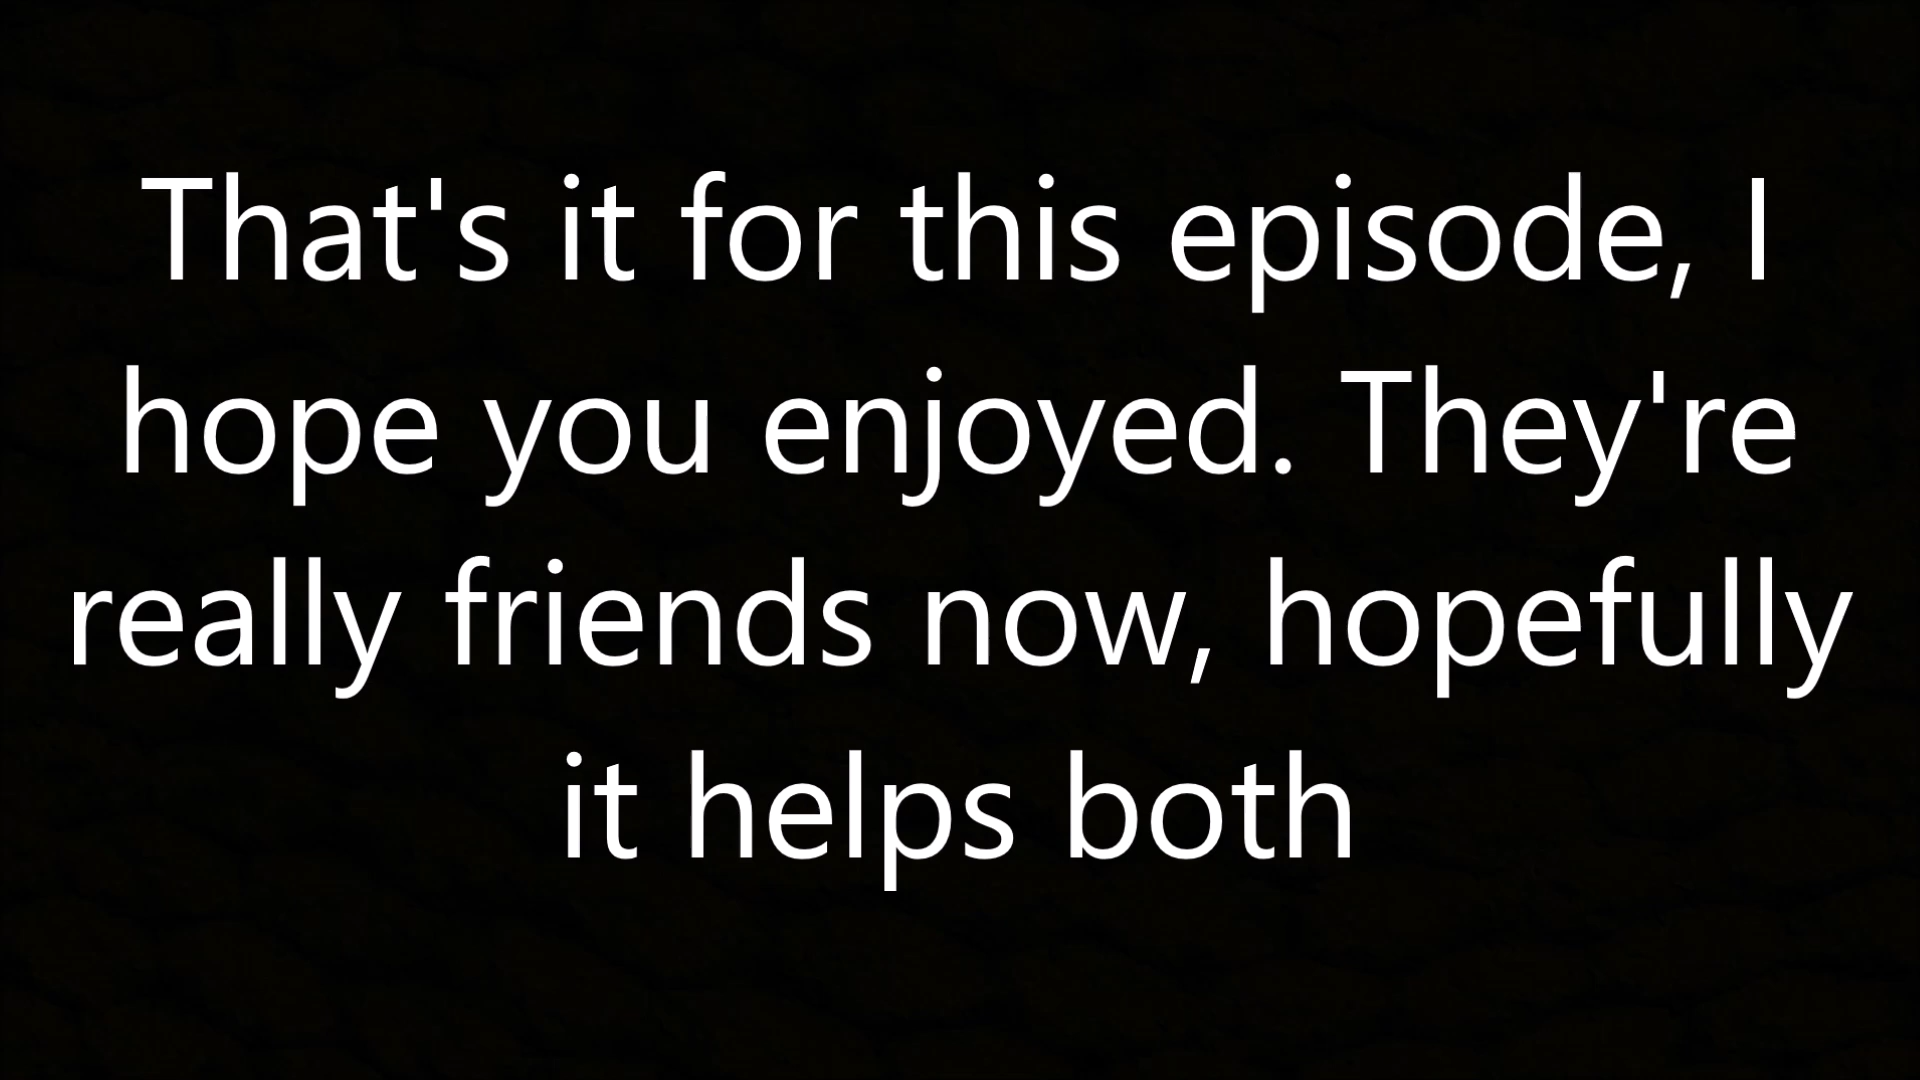 That's it for this episode, I
hope you enjoyed. They're
really friends now, hopefully
it helps both